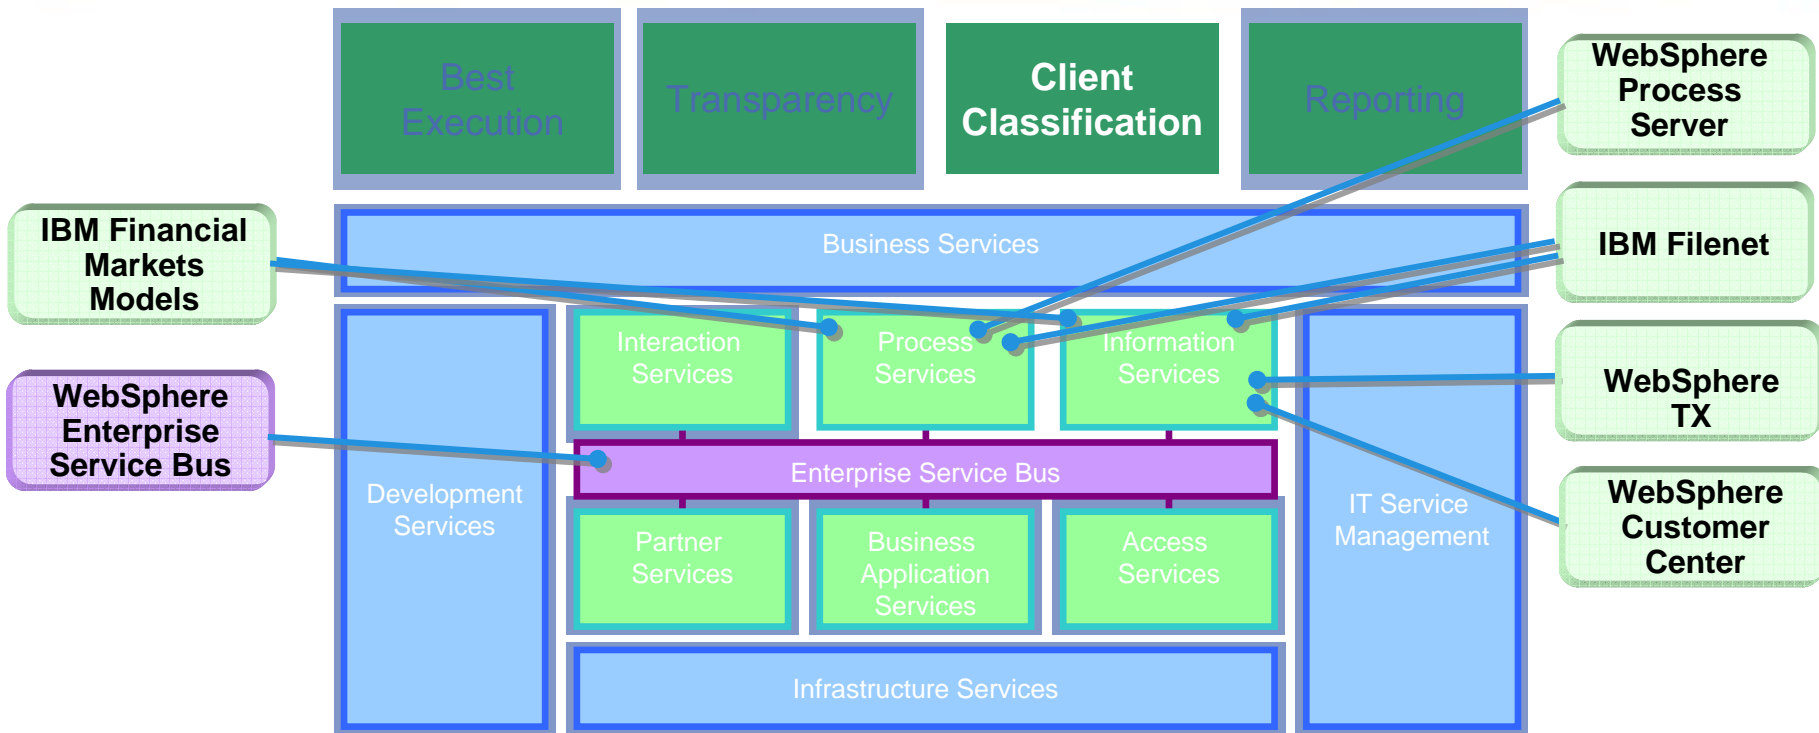 Best
Execution
Transparency
Client
Classification
Reporting
WebSphere
Process
Server
IBM Financial
Markets
Models
Business Services
IBM Filenet
Interaction
Services
Process
Services
Information
Services
WebSphere
TX
WebSphere
Enterprise
Service Bus
Enterprise Service Bus
Development
Services
IT Service
Management
WebSphere
Customer
Center
Partner
Services
Business
Application
Services
Access
Services
Infrastructure Services